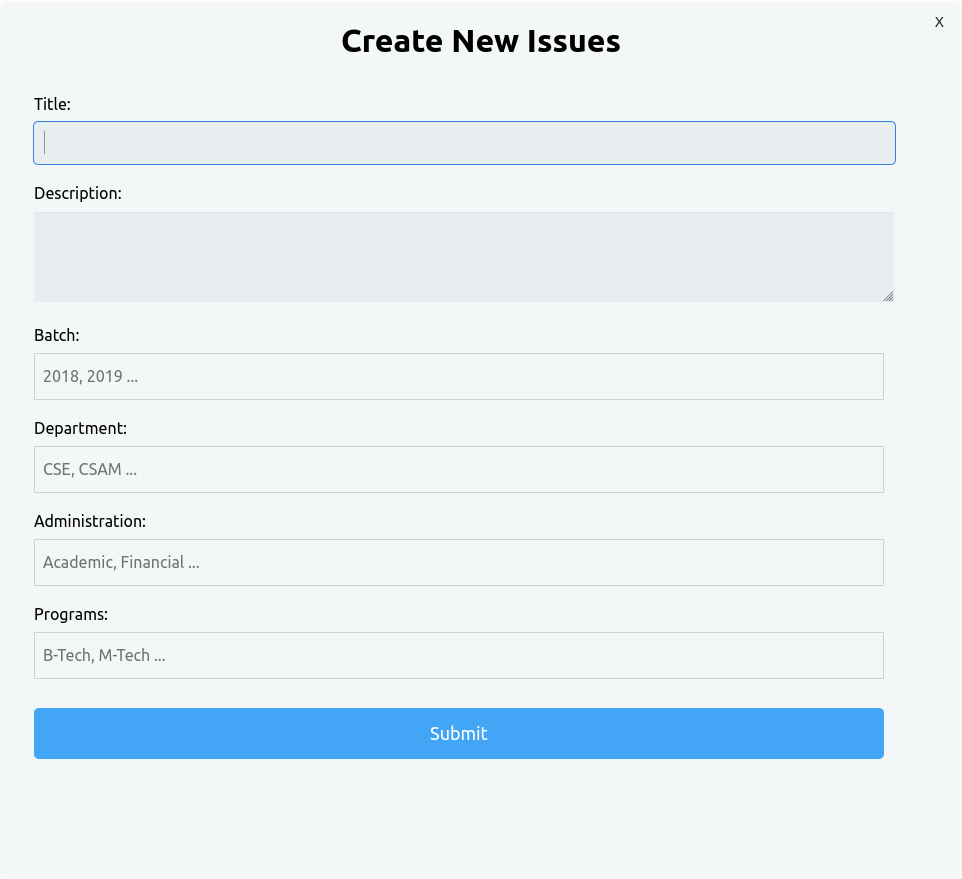 X
Create New Issues
Title:
Description:
Batch:
2018, 2019 ...
Department:
CSE, CSAM ...
Administration:
Academic, Financial ...
Programs:
B-Tech, M-Tech ...
Submit